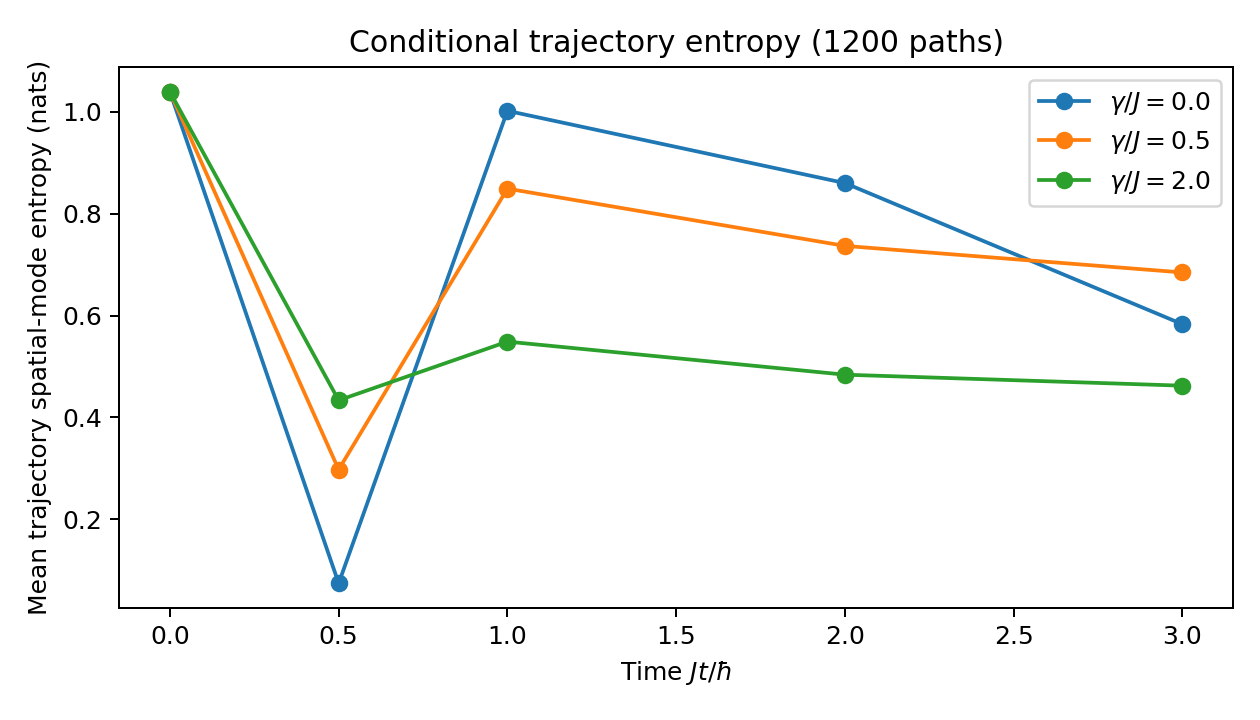 Conditional trajectory entropy (1200 paths)
Mean trajectory spatial-mode entropy (nats)
1.0
0.8
0.6
0.4
0.2
γ/J = 0.0
γ/J = 0.5
γ/J = 2.0
0.0 0.5 1.0 1.5 2.0 2.5 3.0
Time Jt/ħ